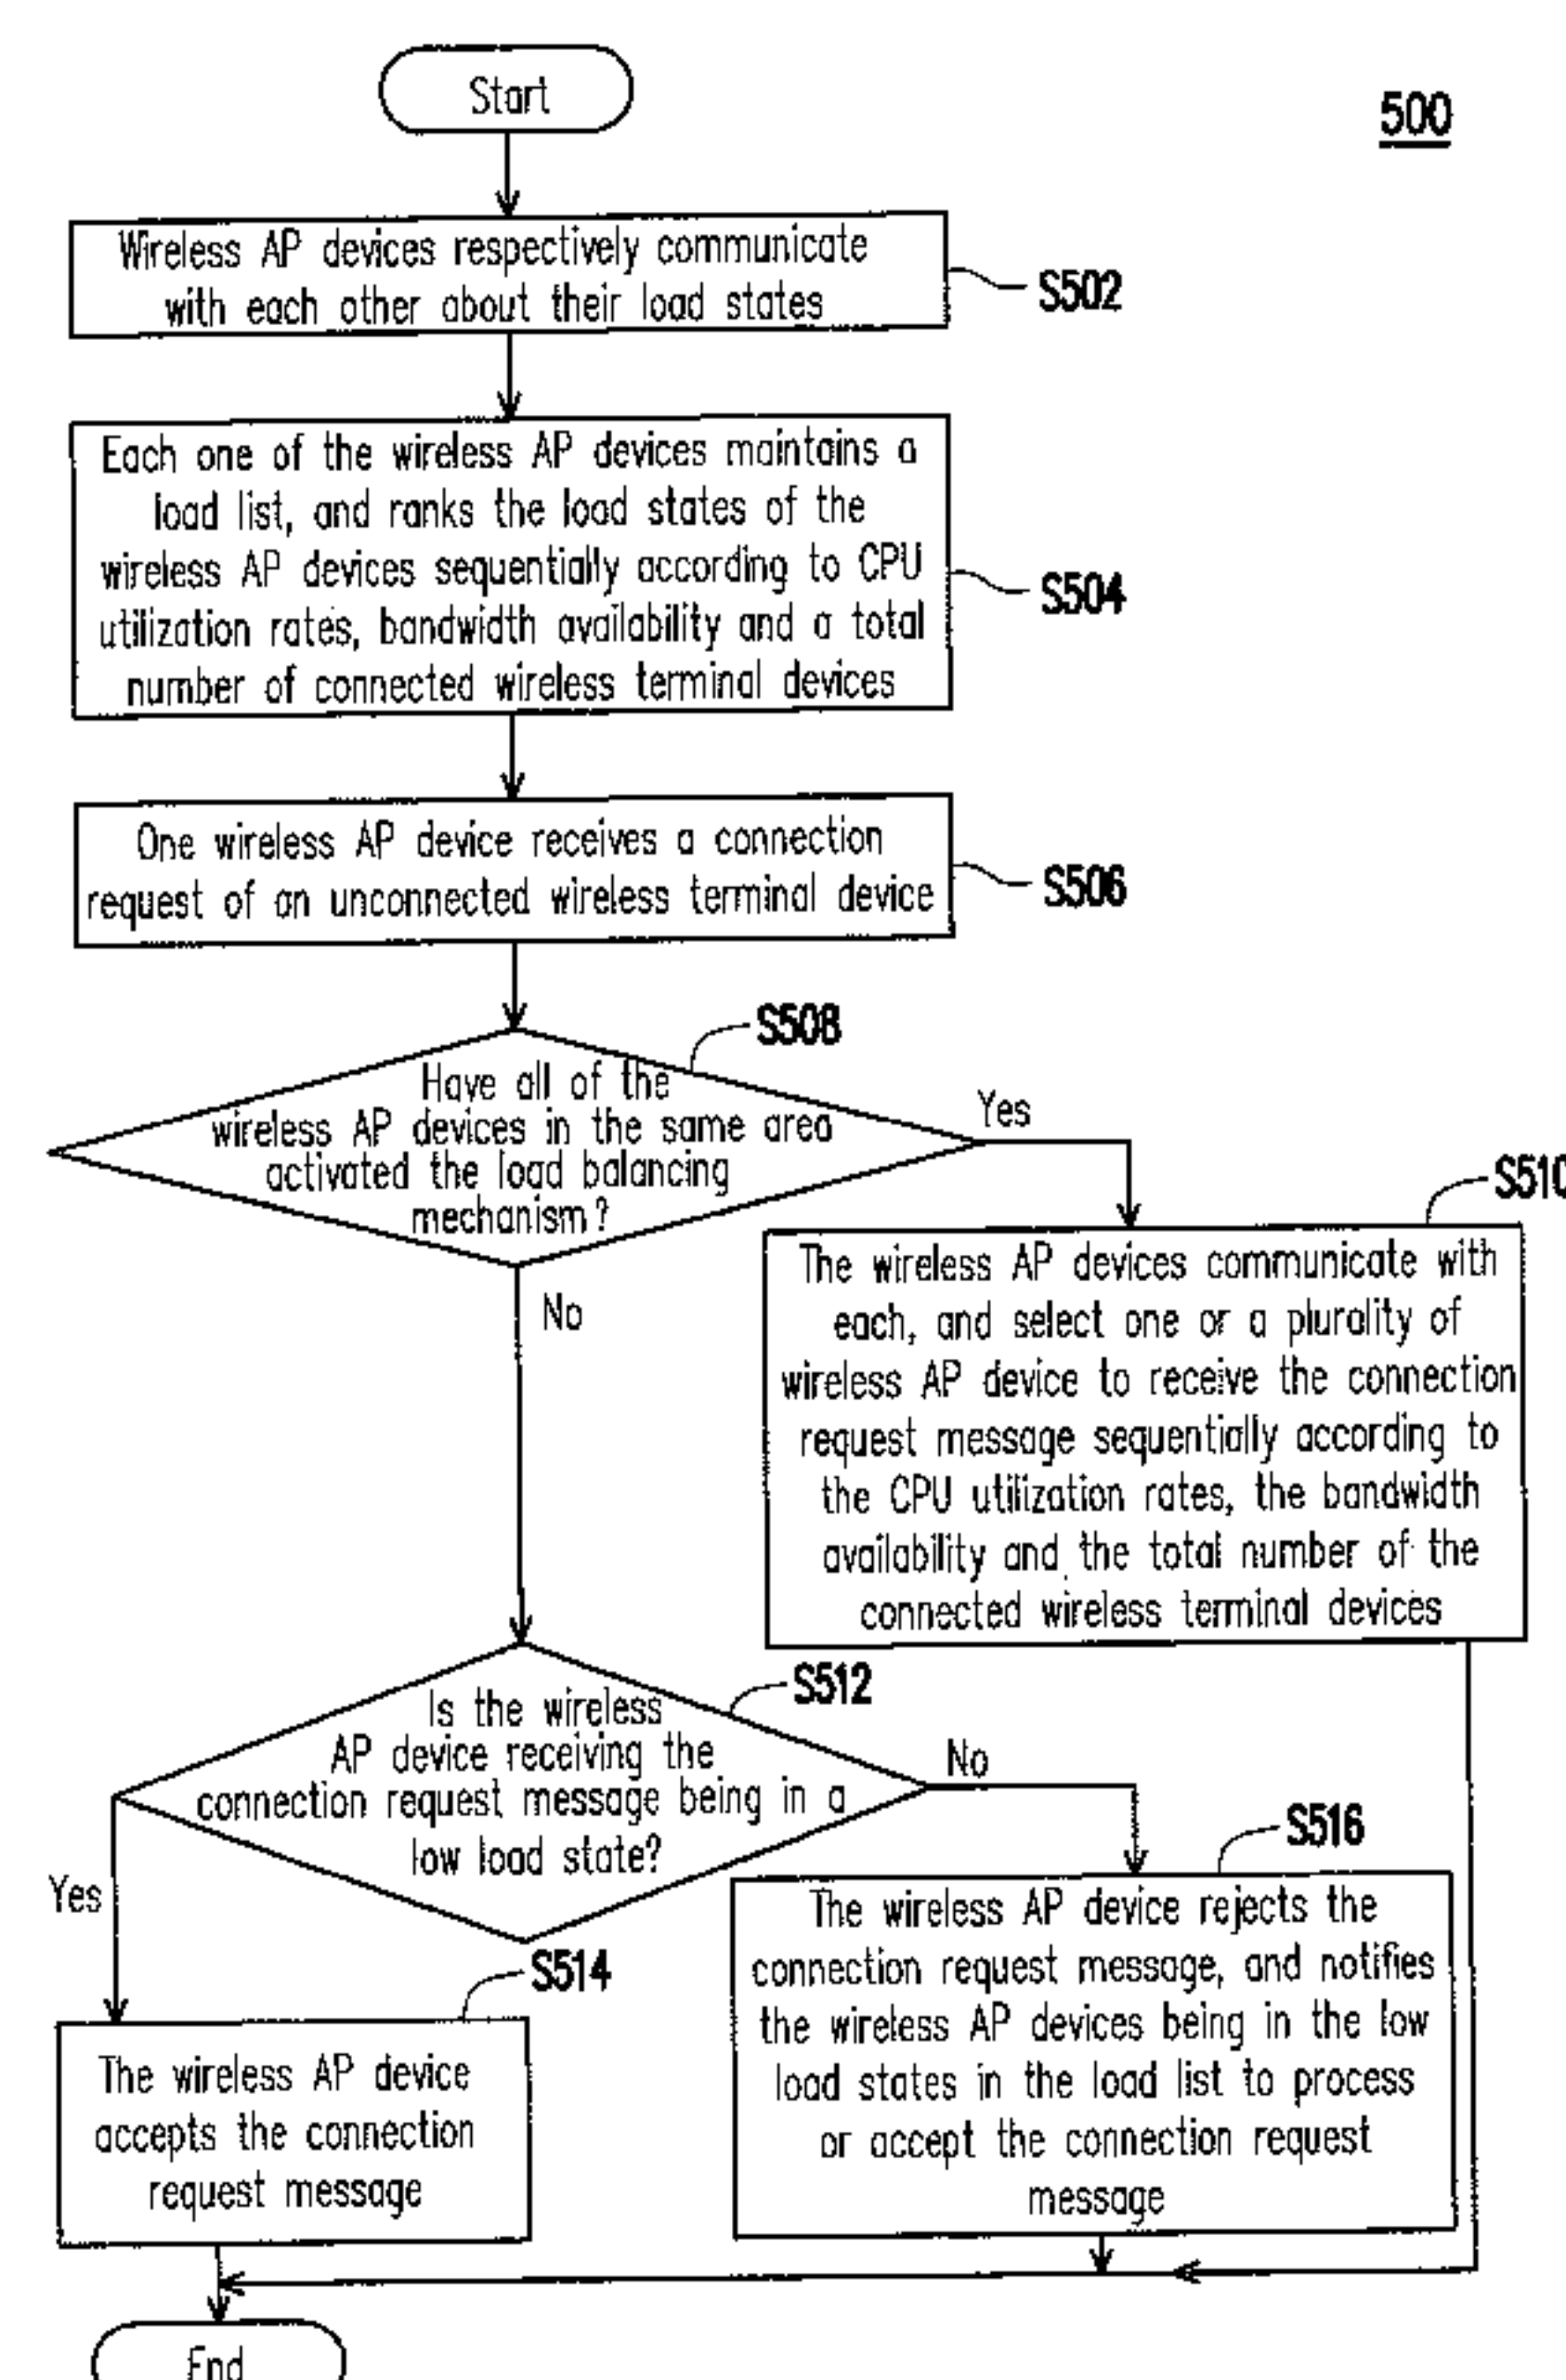 Start
500
Wireless AP devices respectively communicate
with each other about their load states
S502
Each one of the wireless AP devices maintains a
load list, and ranks the load states of the
wireless AP devices sequentially according to CPU
utilization rates, bandwidth availability and a total
number of connected wireless terminal devices
S504
One wireless AP device receives a connection
request of an unconnected wireless terminal device
S506
S508
Have all of the
wireless AP devices in the same area
activated the load balancing
mechanism?
Yes
No
S510
The wireless AP devices communicate with
each, and select one or a plurality of
wireless AP device to receive the connection
request message sequentially according to
the CPU utilization rates, the bandwidth
availability and the total number of the
connected wireless terminal devices
S512
Is the wireless
AP device receiving the
connection request message being in a
low load state?
No
Yes
S516
The wireless AP device rejects the
connection request message, and notifies
the wireless AP devices being in the low
load states in the load list to process
or accept the connection request
message
S514
The wireless AP device
accepts the connection
request message
End